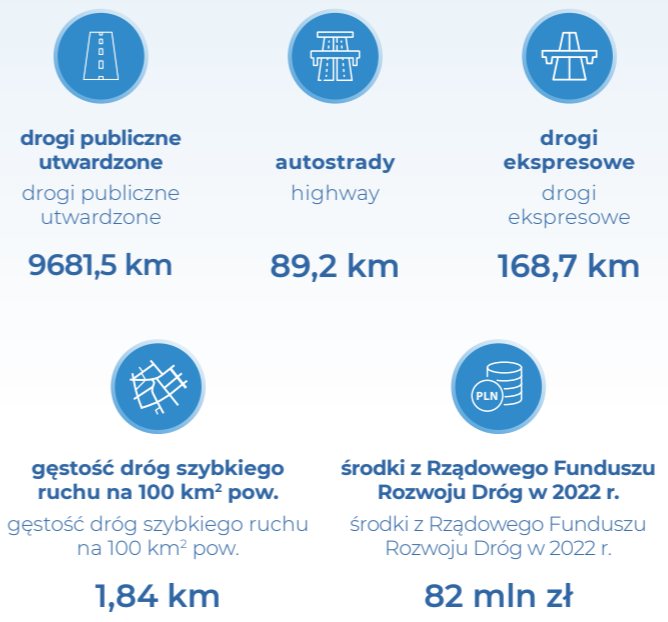 drogi publiczne
utwardzone
drogi publiczne
utwardzone
9681,5 km
autostrady
highway
89,2 km
drogi
ekspresowe
drogi
ekspresowe
168,7 km
gęstość dróg szybkiego
ruchu na 100 km² pow.
gęstość dróg szybkiego ruchu
na 100 km² pow.
1,84 km
PLN
środki z Rządowego Funduszu
Rozwoju Dróg w 2022 r.
środki z Rządowego Funduszu
Rozwoju Dróg w 2022 r.
82 mln zł